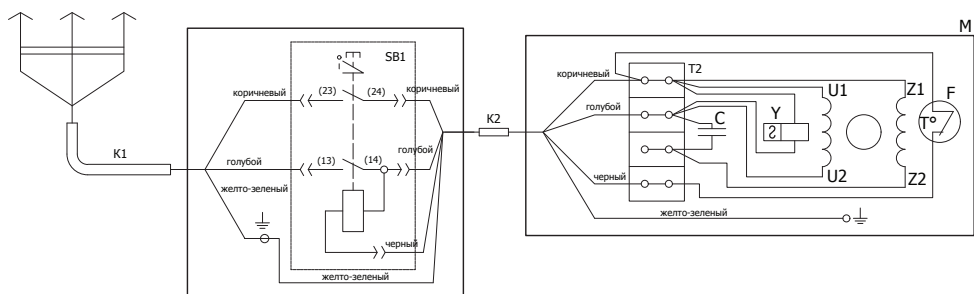 M
SB1
T2
коричневый
Z1
F
(23)
(24)
коричневый
коричневый
U1
голубой
C
Y
T°
K2
K1
(13)
(14)
голубой
голубой
U2
Z2
черный
желто-зеленый
желто-зеленый
черный
желто-зеленый